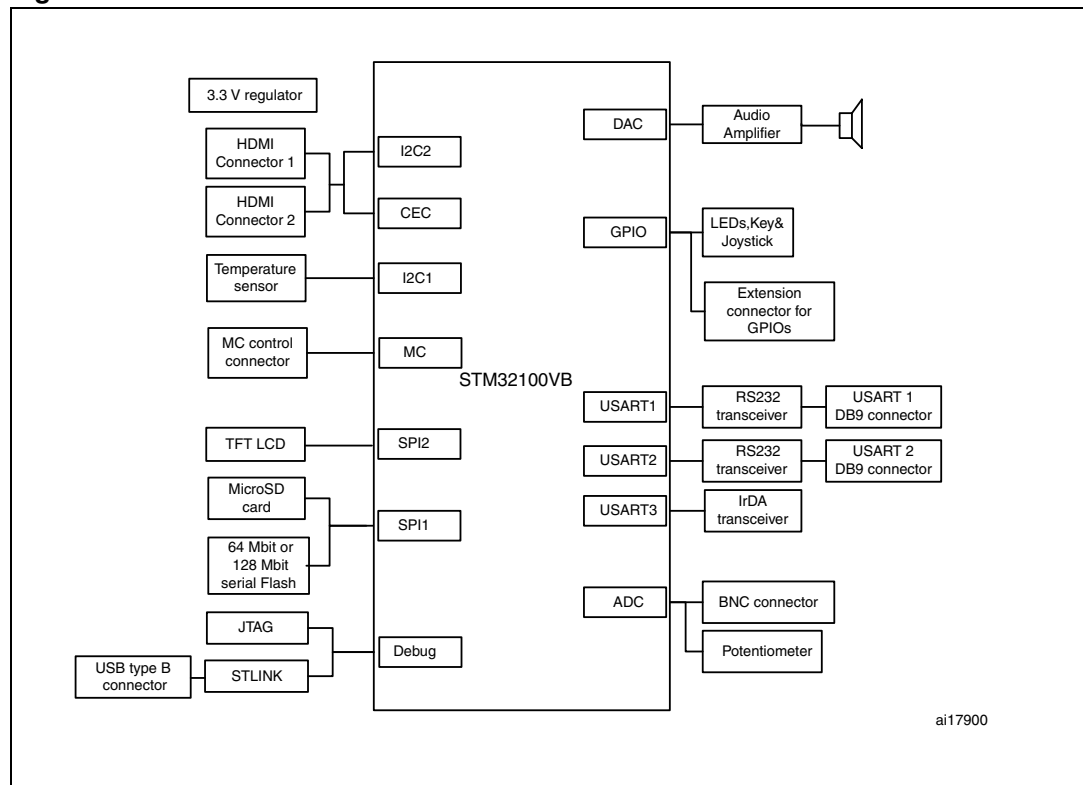 3.3 V regulator
HDMI
Connector 1
HDMI
Connector 2
Temperature
sensor
MC control
connector
TFT LCD
MicroSD
card
64 Mbit or
128 Mbit
serial Flash
JTAG
USB type B
connector
STLINK
I2C2
CEC
I2C1
MC
STM32100VB
SPI2
SPI1
Debug
DAC
Audio
Amplifier
GPIO
LEDs,Key&
Joystick
Extension
connector for
GPIOs
USART1
RS232
transceiver
USART 1
DB9 connector
USART2
RS232
transceiver
USART 2
DB9 connector
USART3
IrDA
transceiver
ADC
BNC connector
Potentiometer
ai17900